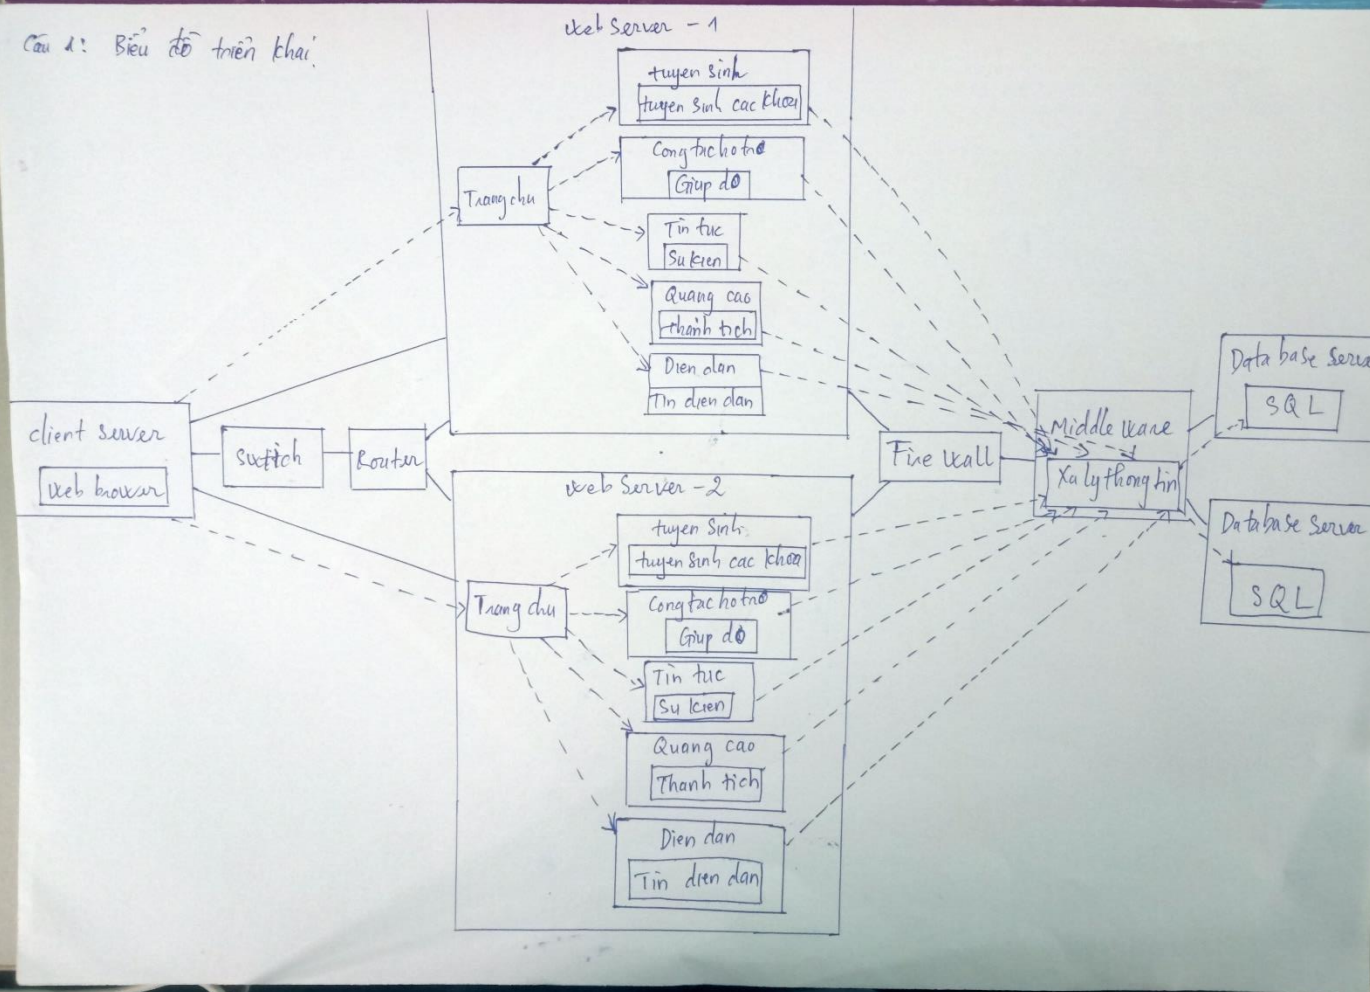 Câu 1: Biểu đồ triển khai.
Web Server - 1
tuyen sinh
tuyen sinh cac khoa
Cong tac ho tro
Giup do
Trang chu
Tin tuc
Su kien
Quang cao
thanh tich
Dien dan
Tin dien dan
client server
web browser
Switich
Router
Fire wall
Middle ware
Xu ly thong tin
Data base Server
SQL
Database Server
SQL
web Server - 2
tuyen sinh
tuyen sinh cac khoa
Cong tac ho tro
Giup do
Trang chu
Tin tuc
Su kien
Quang cao
Thanh tich
Dien dan
Tin dien dan